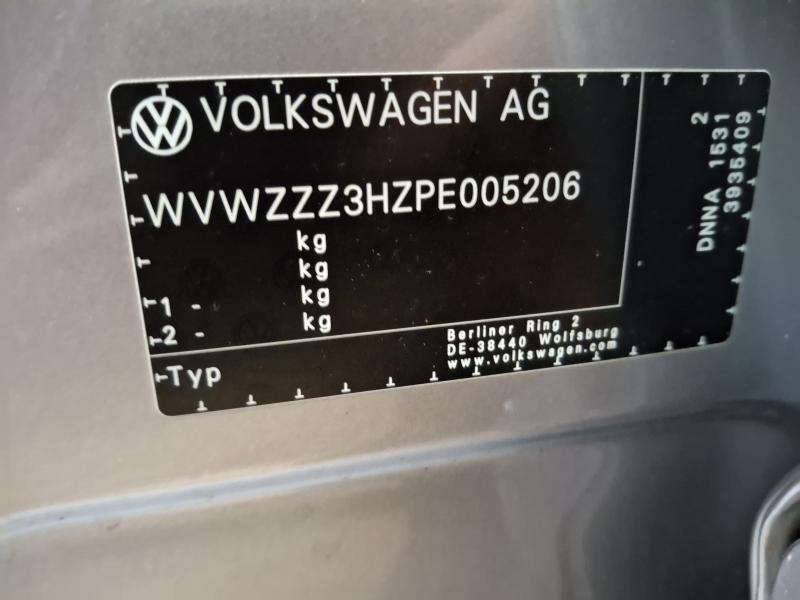 VOLKSWAGEN AG
WVWZZZ3HZPE005206
kg
kg
1 - kg
2 - kg
Typ
Berliner Ring 2
DE-38440 Wolfsburg
www.volkswagen.com
2
DNNA 1531
3935409